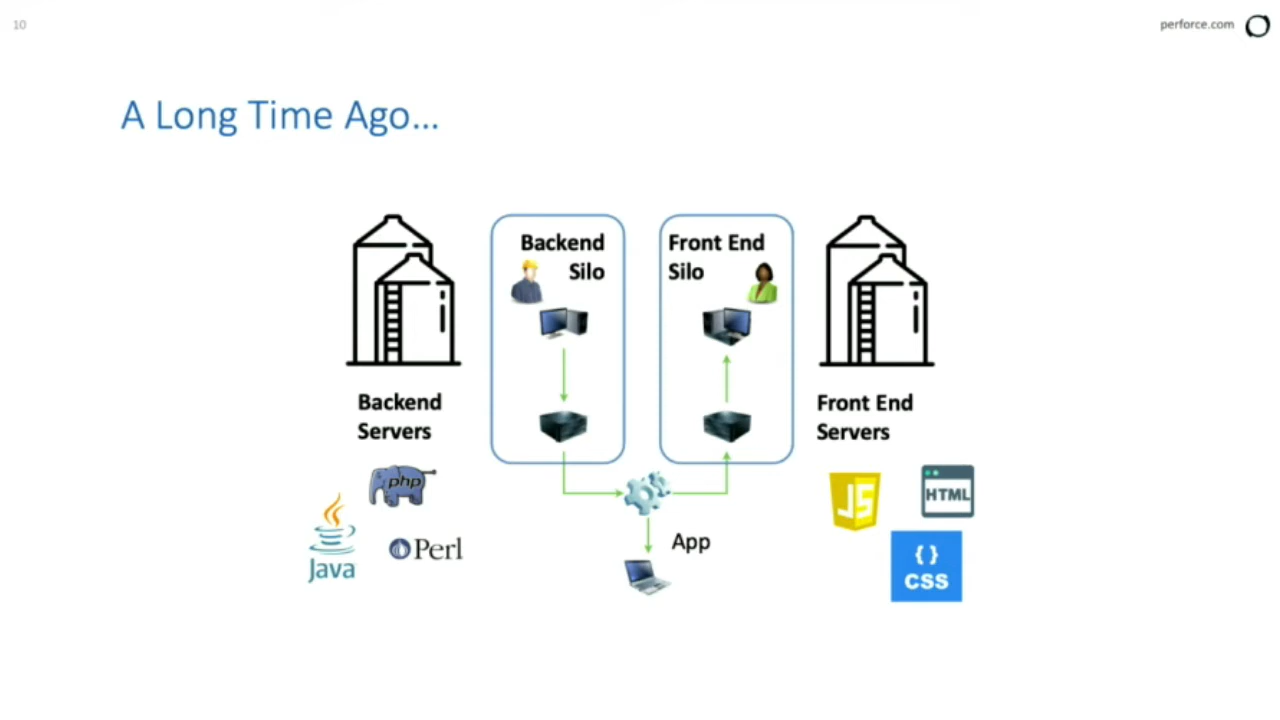 10
perforce.com
A Long Time Ago...
Backend
Silo
Front End
Silo
Backend
Servers
Front End
Servers
php
Java
Perl
App
JS
HTML
{ }
CSS